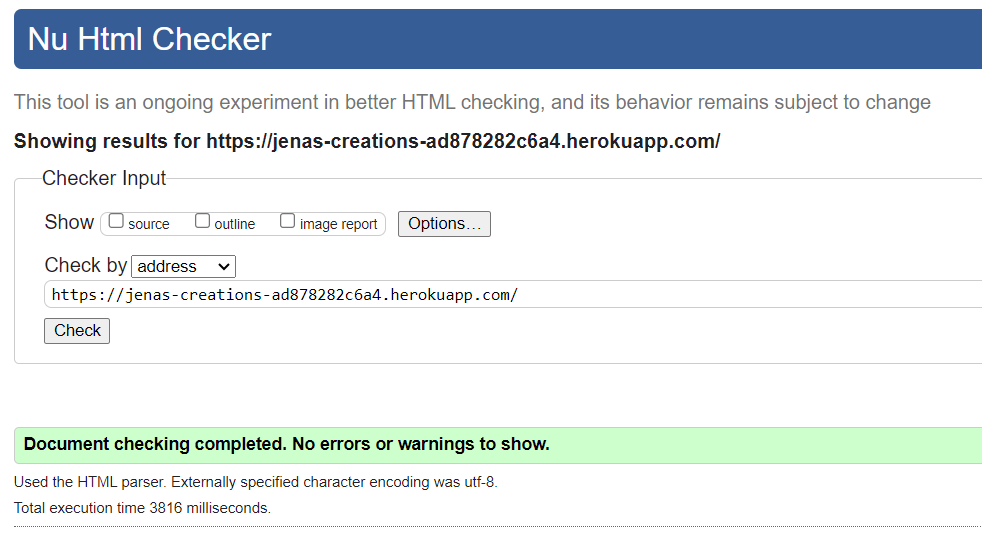 Nu Html Checker
This tool is an ongoing experiment in better HTML checking, and its behavior remains subject to change
Showing results for https://jenas-creations-ad878282c6a4.herokuapp.com/
Checker Input
Show source outline image report Options...
Check by address
https://jenas-creations-ad878282c6a4.herokuapp.com/
Check
Document checking completed. No errors or warnings to show.
Used the HTML parser. Externally specified character encoding was utf-8.
Total execution time 3816 milliseconds.